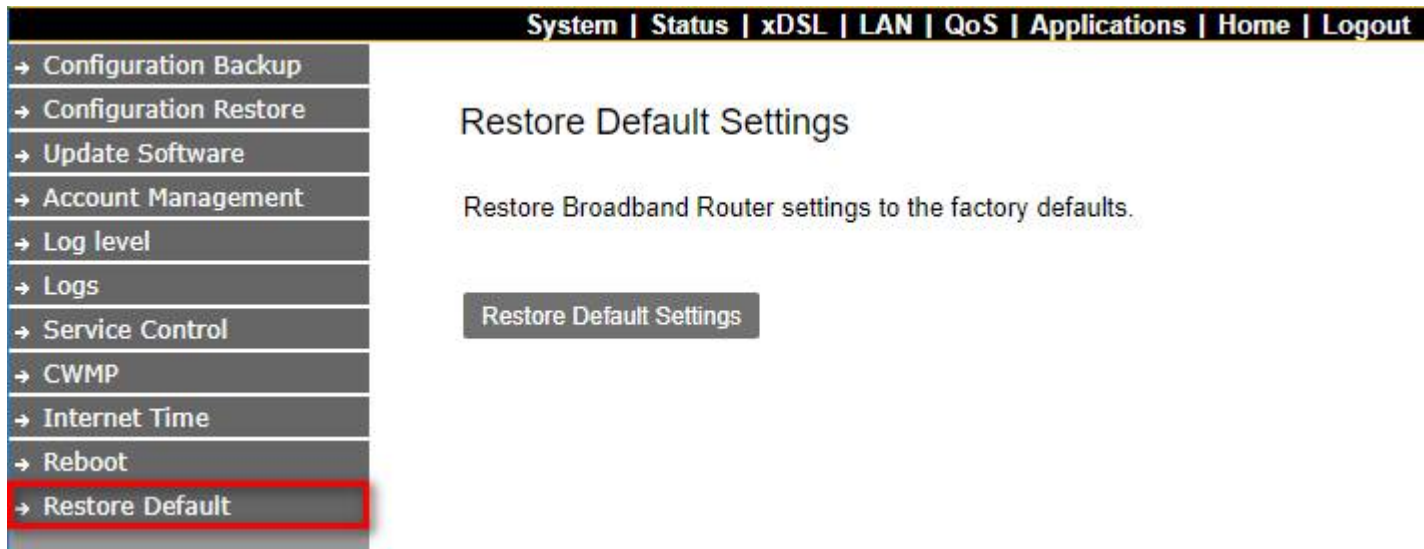 System | Status | xDSL | LAN | QoS | Applications | Home | Logout
→ Configuration Backup
→ Configuration Restore
→ Update Software
→ Account Management
→ Log level
→ Logs
→ Service Control
→ CWMP
→ Internet Time
→ Reboot
→ Restore Default
Restore Default Settings
Restore Broadband Router settings to the factory defaults.
Restore Default Settings